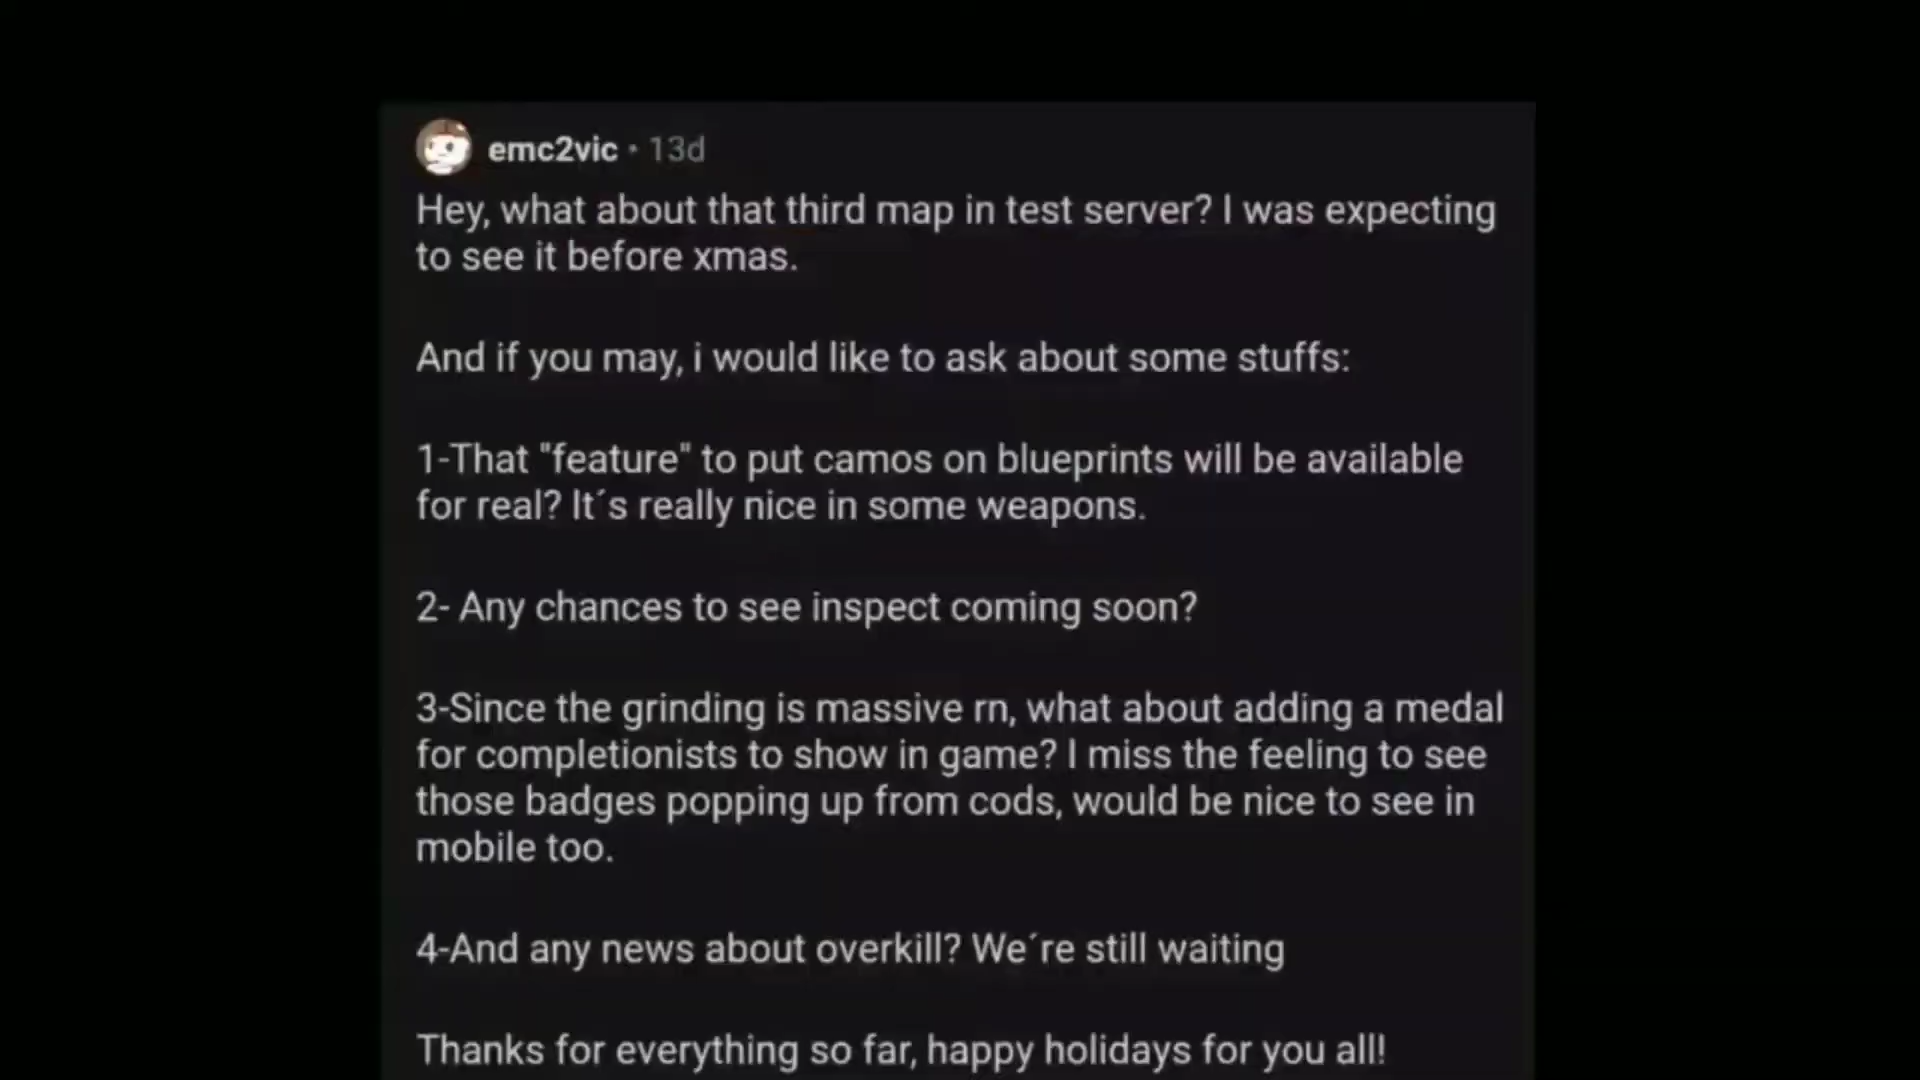 emc2vic • 13d
Hey, what about that third map in test server? I was expecting
to see it before xmas.
And if you may, i would like to ask about some stuffs:
1-That "feature" to put camos on blueprints will be available
for real? It´s really nice in some weapons.
2- Any chances to see inspect coming soon?
3-Since the grinding is massive rn, what about adding a medal
for completionists to show in game? I miss the feeling to see
those badges popping up from cods, would be nice to see in
mobile too.
4-And any news about overkill? We´re still waiting
Thanks for everything so far, happy holidays for you all!